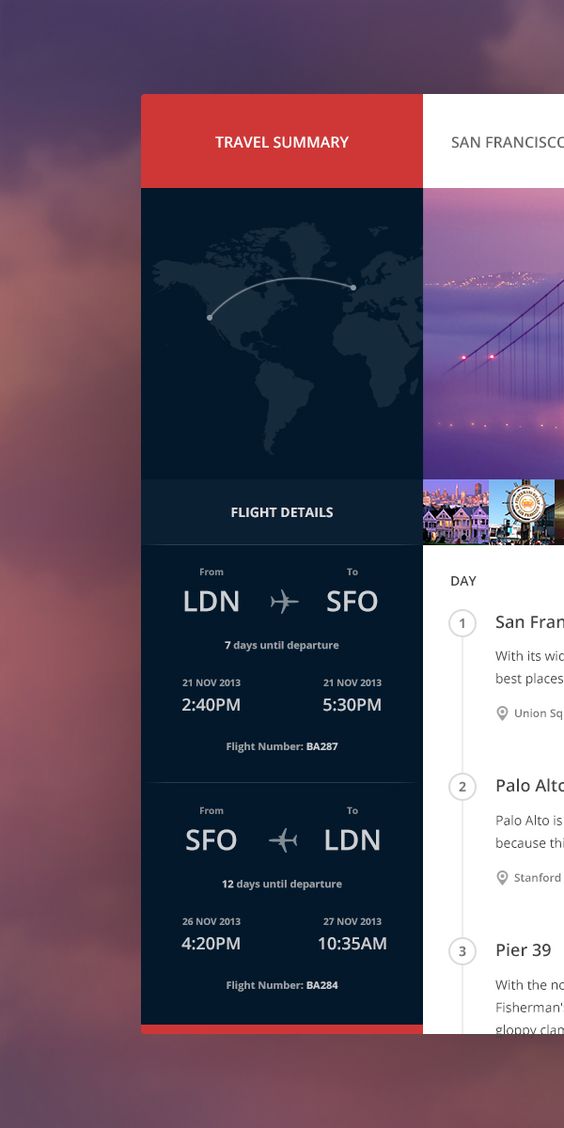 TRAVEL SUMMARY
FLIGHT DETAILS
From
To
LDN
SFO
7 days until departure
21 NOV 2013
21 NOV 2013
2:40PM
5:30PM
Flight Number: BA287
From
To
SFO
LDN
12 days until departure
26 NOV 2013
27 NOV 2013
4:20PM
10:35AM
Flight Number: BA284
SAN FRANCISCO
DAY
1
San Fran
With its wid
best places
Union Sq
2
Palo Alto
Palo Alto is
because thi
Stanford
3
Pier 39
With the no
Fisherman's
gloppy clam